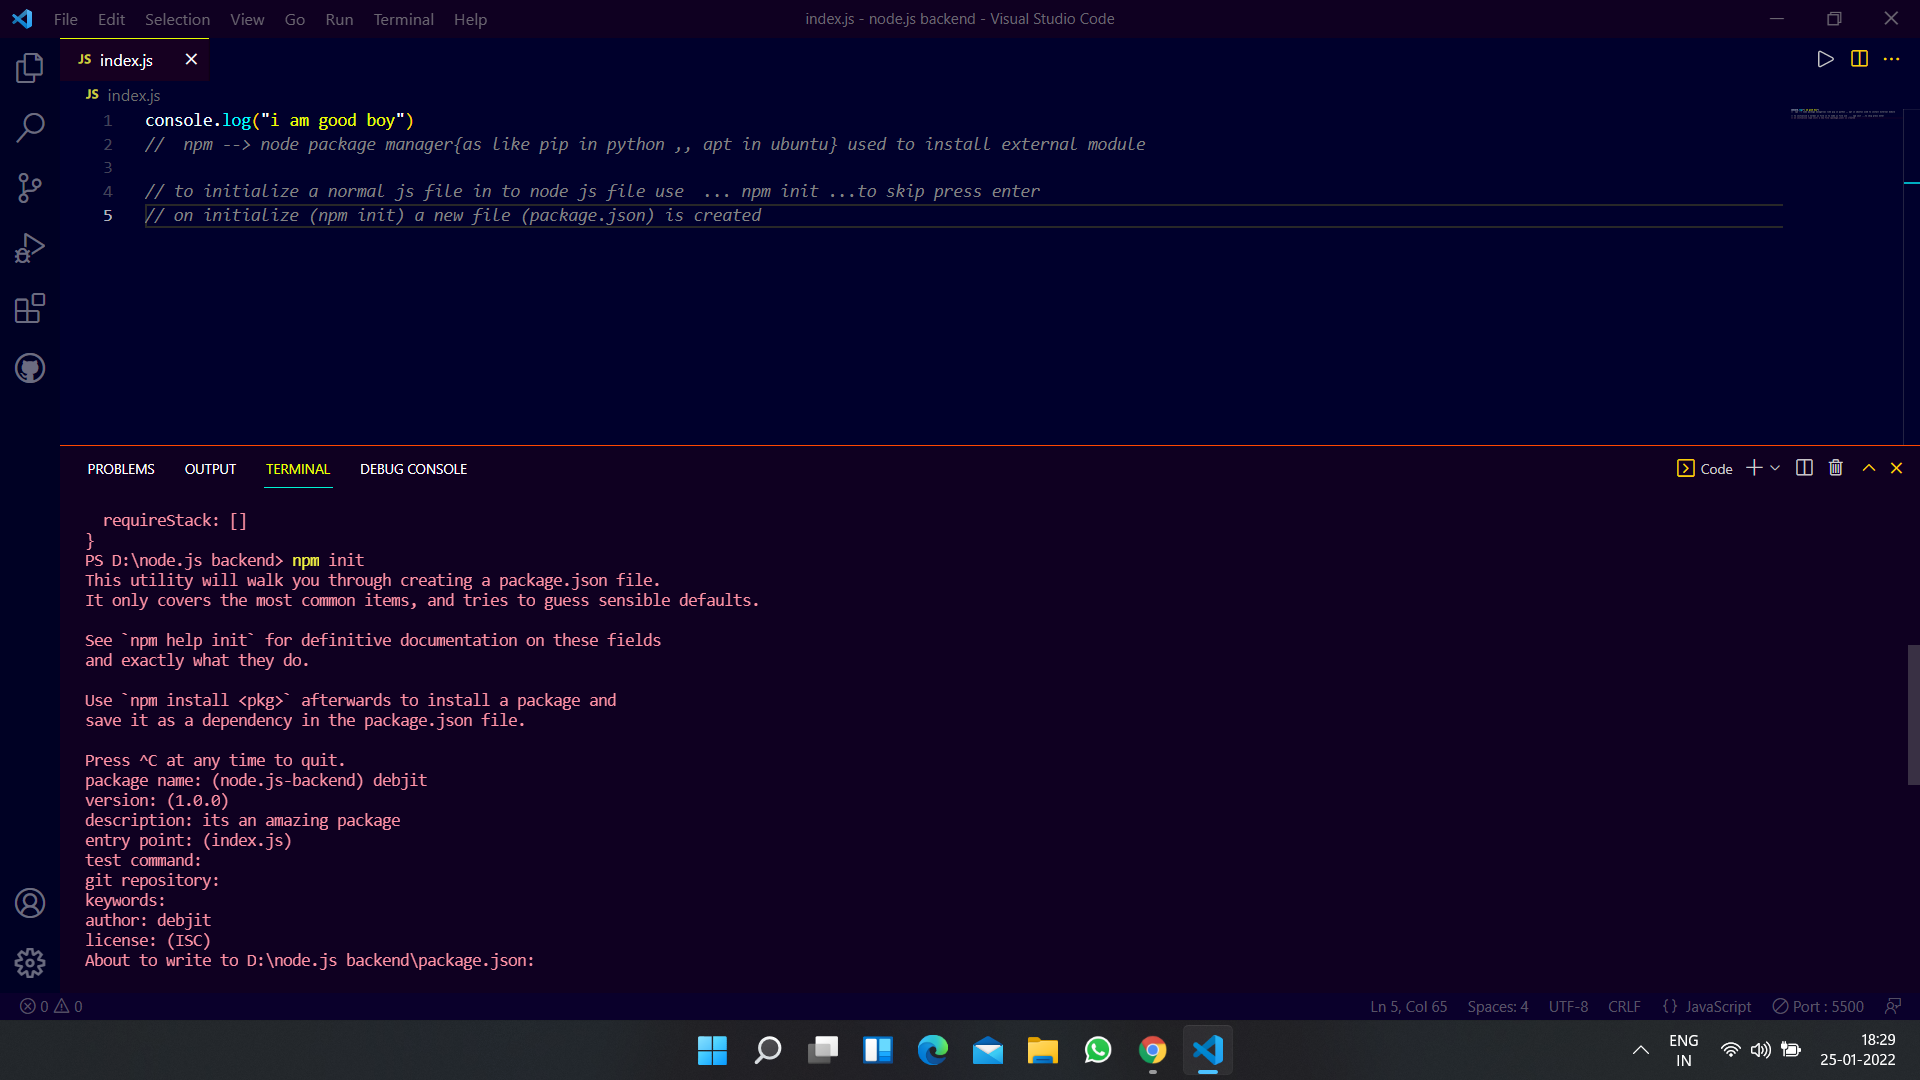 File Edit Selection View Go Run Terminal Help
index.js - node.js backend - Visual Studio Code
JS index.js
JS index.js
1 console.log("i am good boy")
2 //  npm --> node package manager{as like pip in python ,, apt in ubuntu} used to install external module
3
4 // to initialize a normal js file in to node js file use  ... npm init ...to skip press enter
5 // on initialize (npm init) a new file (package.json) is created
PROBLEMS OUTPUT TERMINAL DEBUG CONSOLE
Code
requireStack: []
}
PS D:\node.js backend> npm init
This utility will walk you through creating a package.json file.
It only covers the most common items, and tries to guess sensible defaults.
See `npm help init` for definitive documentation on these fields
and exactly what they do.
Use `npm install <pkg>` afterwards to install a package and
save it as a dependency in the package.json file.
Press ^C at any time to quit.
package name: (node.js-backend) debjit
version: (1.0.0)
description: its an amazing package
entry point: (index.js)
test command:
git repository:
keywords:
author: debjit
license: (ISC)
About to write to D:\node.js backend\package.json:
0 0
Ln 5, Col 65 Spaces: 4 UTF-8 CRLF {} JavaScript Port : 5500
ENG
IN
18:29
25-01-2022